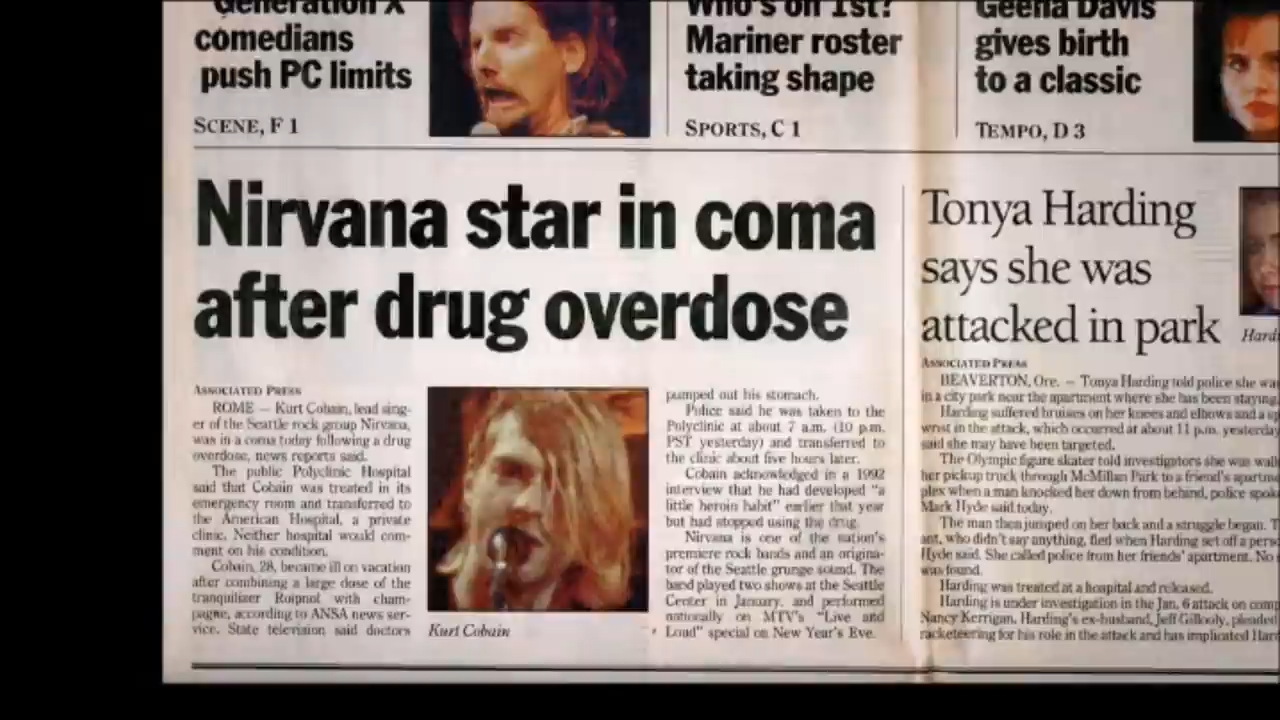 Generation X
comedians
push PC limits
SCENE, F 1
Who's on 1st?
Mariner roster
taking shape
SPORTS, C 1
Geena Davis
gives birth
to a classic
TEMPO, D 3
Nirvana star in coma
after drug overdose
ASSOCIATED PRESS
ROME — Kurt Cobain, lead sing-
er of the Seattle rock group Nirvana,
was in a coma today following a drug
overdose, news reports said.
The public Polyclinic Hospital
said that Cobain was treated in its
emergency room and transferred to
the American Hospital, a private
clinic. Neither hospital would com-
ment on his condition.
Cobain, 28, became ill on vacation
after combining a large dose of the
tranquilizer Roipnol with cham-
pagne, according to ANSA news ser-
vice. State television said doctors
Kurt Cobain
pumped out his stomach.
Police said he was taken to the
Polyclinic at about 7 a.m. (10 p.m.
PST yesterday) and transferred to
the clinic about five hours later.
Cobain acknowledged in a 1992
interview that he had developed "a
little heroin habit" earlier that year
but had stopped using the drug.
Nirvana is one of the nation's
premiere rock bands and an origina-
tor of the Seattle grunge sound. The
band played two shows at the Seattle
Center in January, and performed
nationally on MTV's "Live and
Loud" special on New Year's Eve.
Tonya Harding
says she was
attacked in park
Hard
ASSOCIATED PRESS
BEAVERTON, Ore. — Tonya Harding told police she was
in a city park near the apartment where she has been staying
Harding suffered bruises on her knees and elbows and a
wrist in the attack, which occurred at about 11 p.m. yesterday
said she may have been targeted.
The Olympic figure skater told investigators she was
her pickup truck through McMillan Park to a friend's
plex when a man knocked her down from behind, police
Mark Hyde said today.
The man then jumped on her back and a struggle began.
ant, who didn't say anything, fled when Harding set off a
Hyde said. She called police from her friends' apartment. No
was found.
Harding was treated at a hospital and released.
Harding is under investigation in the Jan. 6 attack on
Nancy Kerrigan. Harding's ex-husband, Jeff Gillooly, pleaded
racketeering for his role in the attack and has implicated